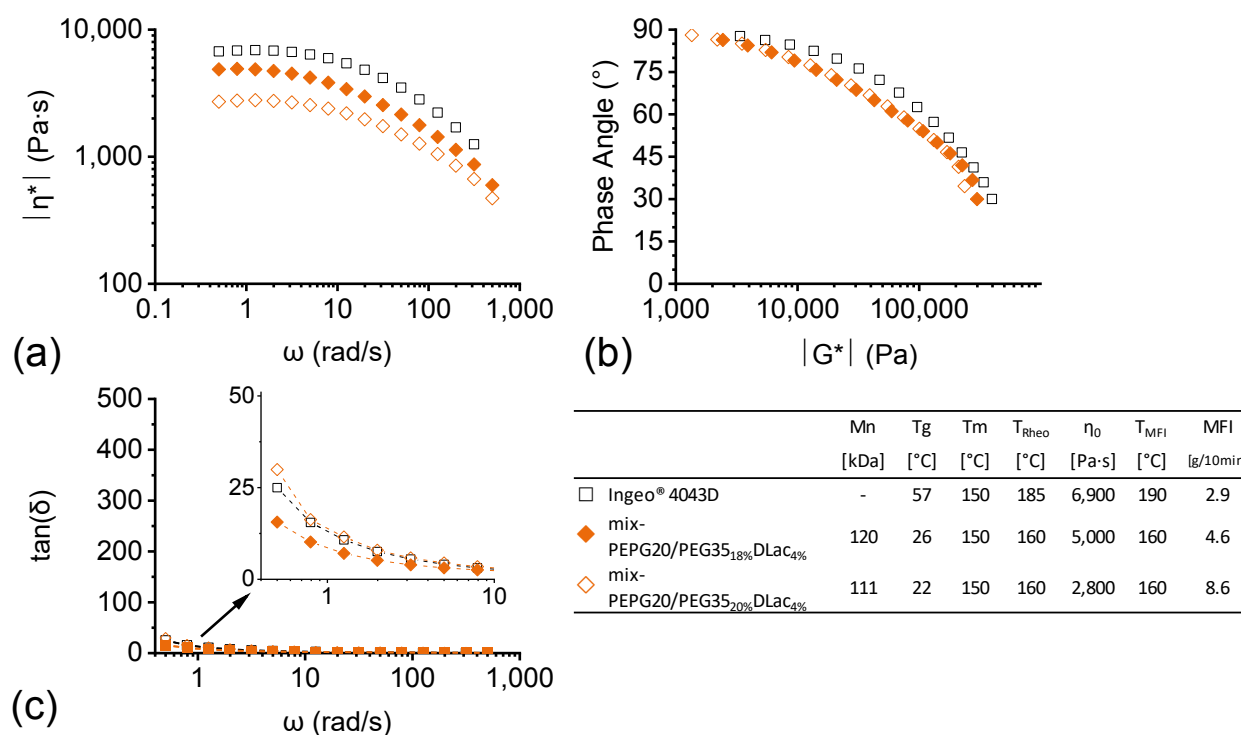 10,000
1,000
100
|η*| (Pa·s)
0.1
1
10
100
1,000
ω (rad/s)
(a)
90
75
60
45
30
15
0
Phase Angle (°)
1,000
10,000
100,000
|G*| (Pa)
(b)
500
400
300
200
100
0
tan(δ)
50
25
0
1
10
1
10
100
1,000
ω (rad/s)
(c)
Mn Tg Tm TRheo η0 TMFI MFI
[kDa] [°C] [°C] [°C] [Pa·s] [°C] [g/10min
Ingeo® 4043D - 57 150 185 6,900 190 2.9
mix-
PEPG20/PEG3518%DLac4% 120 26 150 160 5,000 160 4.6
mix-
PEPG20/PEG3520%DLac4% 111 22 150 160 2,800 160 8.6